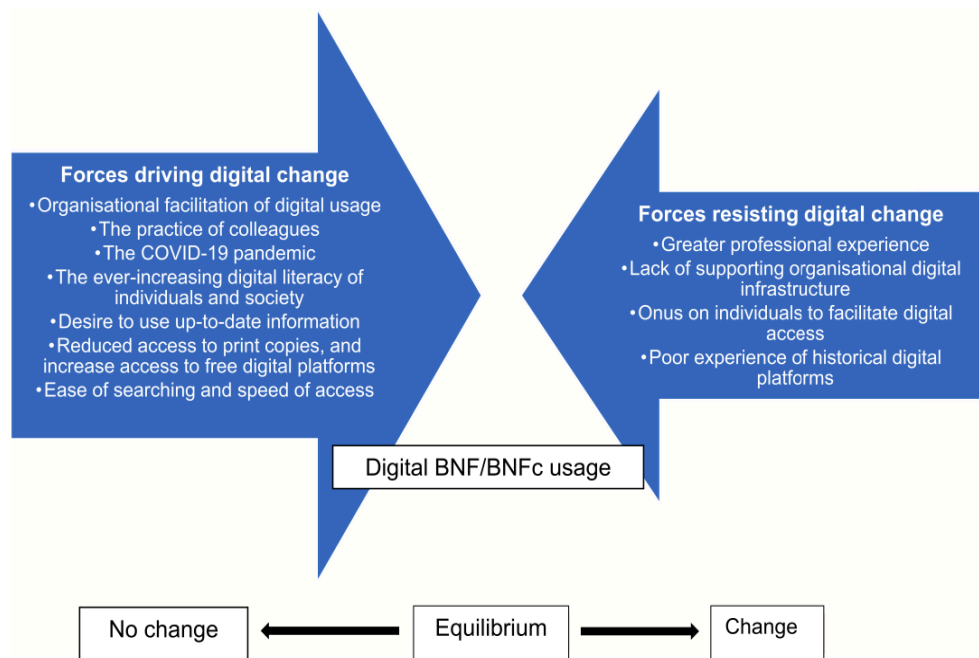 Forces driving digital change
•Organisational facilitation of digital usage
•The practice of colleagues
•The COVID-19 pandemic
•The ever-increasing digital literacy of
individuals and society
•Desire to use up-to-date information
•Reduced access to print copies, and
increase access to free digital platforms
•Ease of searching and speed of access
Forces resisting digital change
•Greater professional experience
•Lack of supporting organisational digital
infrastructure
•Onus on individuals to facilitate digital
access
•Poor experience of historical digital
platforms
Digital BNF/BNFc usage
No change
Equilibrium
Change